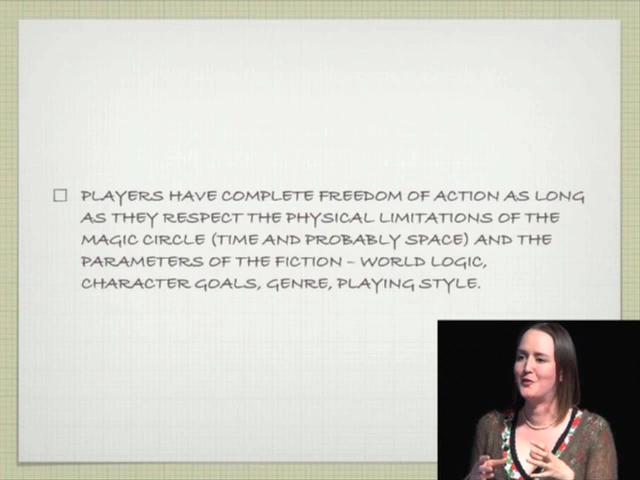 PLAYERS HAVE COMPLETE FREEDOM OF ACTION AS LONG
AS THEY RESPECT THE PHYSICAL LIMITATIONS OF THE
MAGIC CIRCLE (TIME AND PROBABLY SPACE) AND THE
PARAMETERS OF THE FICTION – WORLD LOGIC,
CHARACTER GOALS, GENRE, PLAYING STYLE.